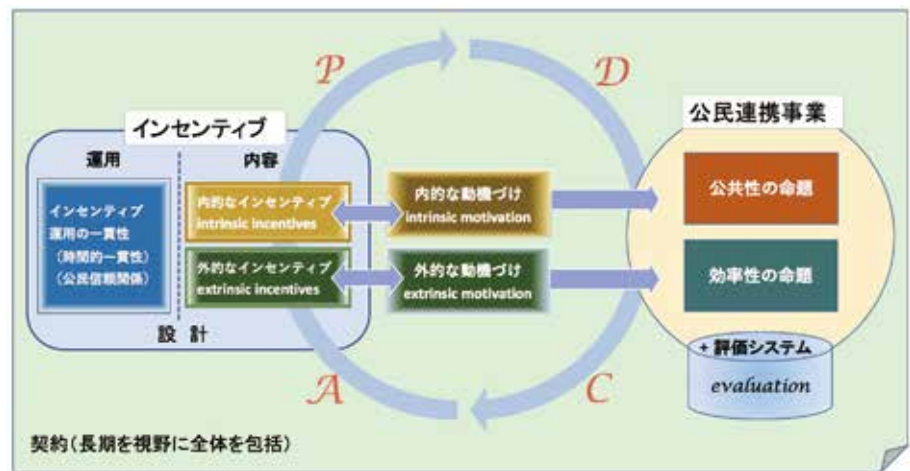 P
D
インセンティブ
運用
内容
インセンティブ
運用の一貫性
（時間的一貫性）
（公民信頼関係）
内的なインセンティブ
intrinsic incentives
外的なインセンティブ
extrinsic incentives
設 計
内的な動機づけ
intrinsic motivation
外的な動機づけ
extrinsic motivation
公民連携事業
公共性の命題
効率性の命題
+ 評価システム
evaluation
A
C
契約(長期を視野に全体を包括)